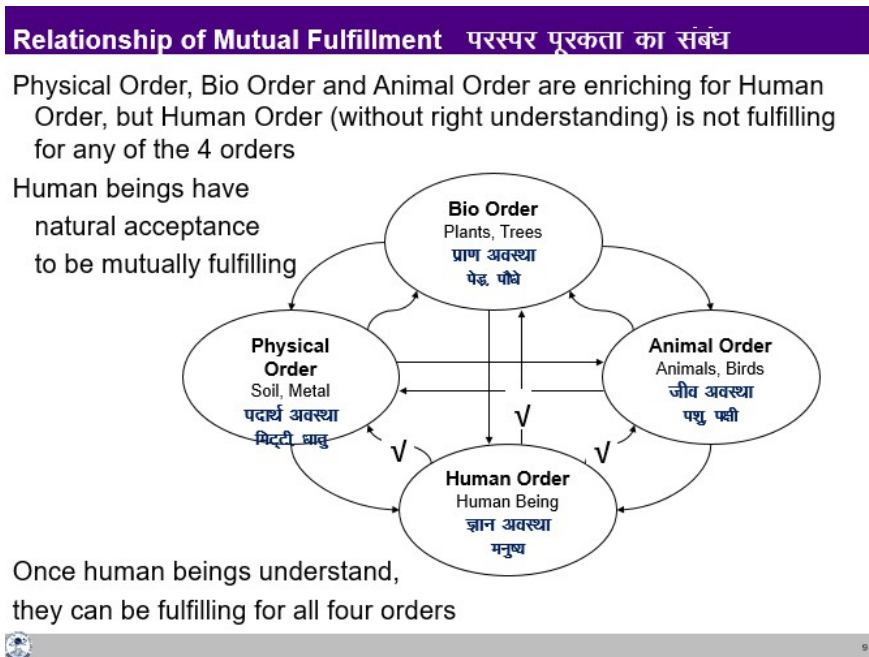 Relationship of Mutual Fulfillment परस्पर पूरकता का संबंध
Physical Order, Bio Order and Animal Order are enriching for Human
Order, but Human Order (without right understanding) is not fulfilling
for any of the 4 orders
Human beings have
natural acceptance
to be mutually fulfilling
Bio Order
Plants, Trees
प्राण अवस्था
पेड़, पौधे
Physical
Order
Soil, Metal
पदार्थ अवस्था
मिट्टी, धातु
Animal Order
Animals, Birds
जीव अवस्था
पशु, पक्षी
√
√
√
Human Order
Human Being
ज्ञान अवस्था
मनुष्य
Once human beings understand,
they can be fulfilling for all four orders
9